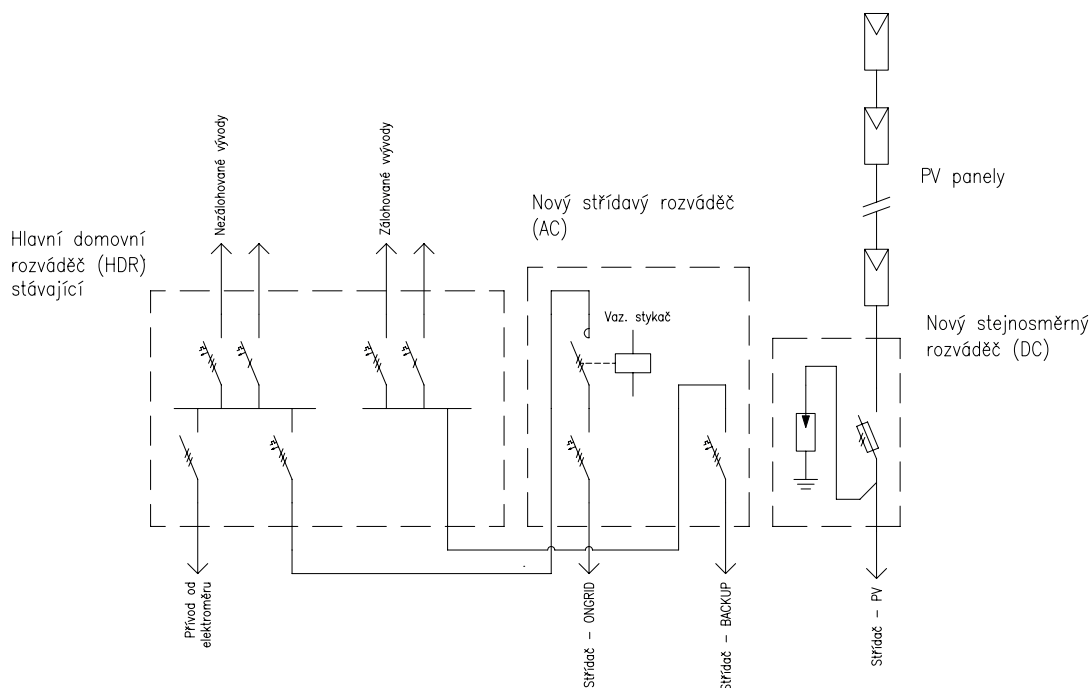 Hlavní domovní
rozváděč (HDR)
stávající
Nezálohované vývody
Zálohované vývody
Nový střídavý rozváděč
(AC)
Vaz. stykač
PV panely
Nový stejnosměrný
rozváděč (DC)
Přívod od
elektroměru
Střídač – ONGRID
Střídač – BACKUP
Střídač – PV